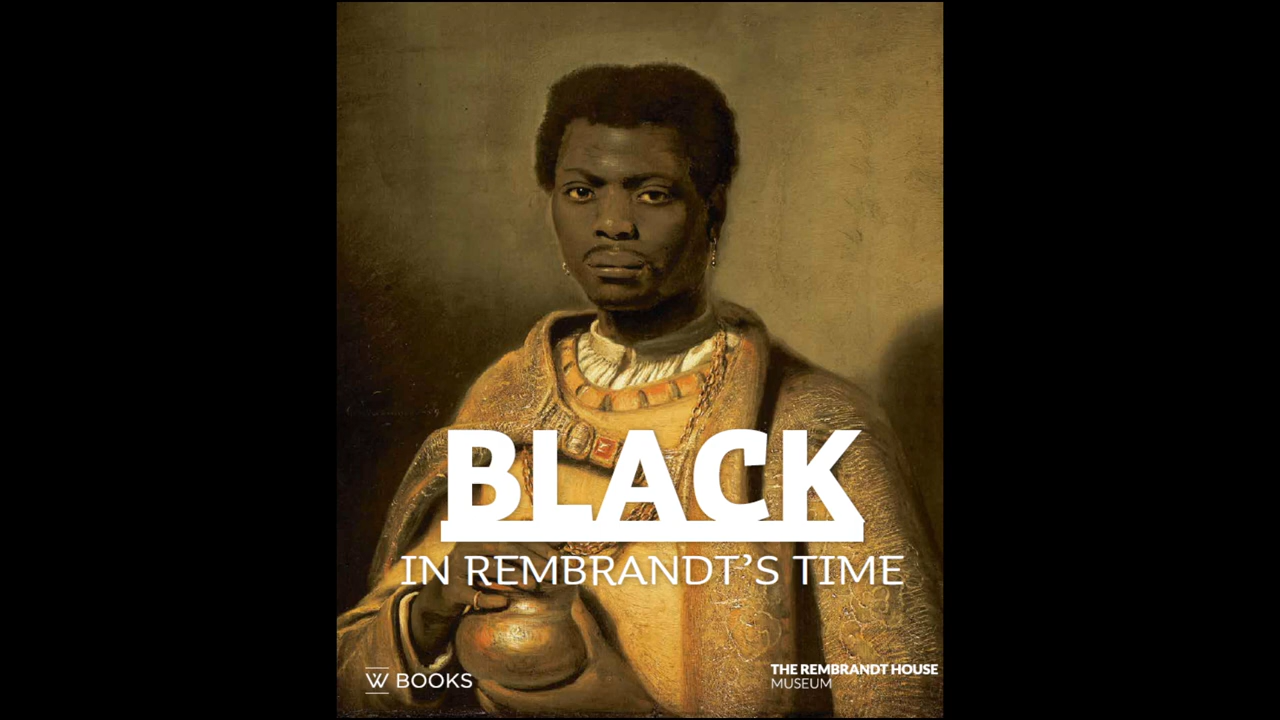 BLACK
IN REMBRANDT’S TIME
W BOOKS
THE REMBRANDT HOUSE
MUSEUM